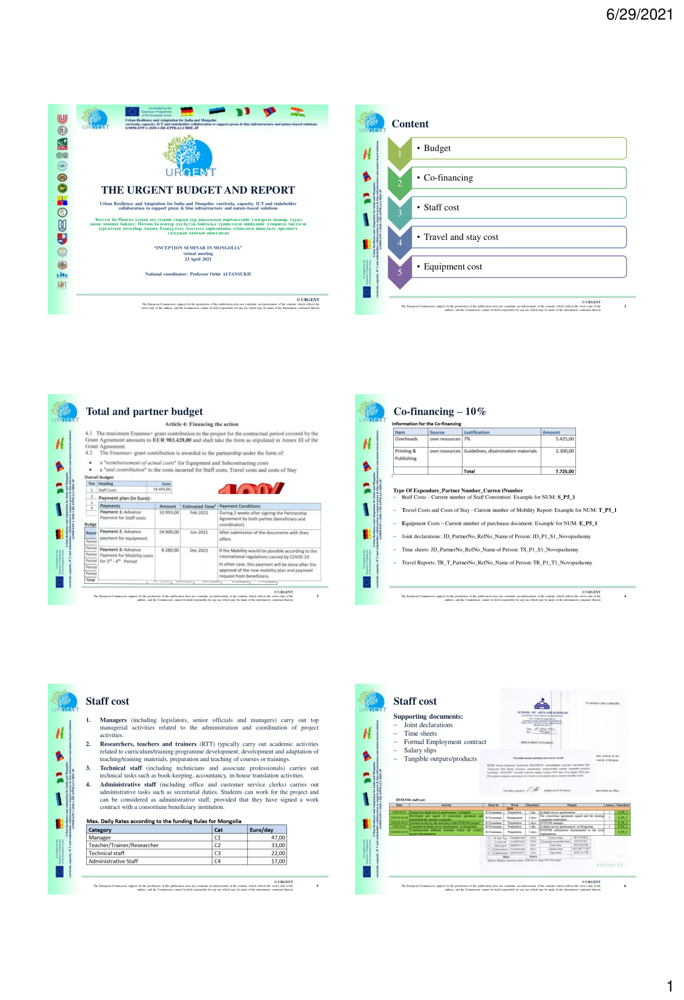 6/29/2021
URGENT
Co-funded by the
Erasmus+ Programme
of the European Union
Urban Resilience and Adaptation for India and Mongolia:
curricula, capacity, ICT and stakeholder collaboration to support green & blue infrastructure and nature-based solutions
619050-EPP-1-2020-1-DE-EPPKA2-CBHE-JP
EMU
URGENT
THE URGENT BUDGET AND REPORT
Urban Resilience and Adaptation for India and Mongolia: curricula, capacity, ICT and stakeholder
collaboration to support green & blue infrastructure and nature-based solutions
Энэтхэг ба Монгол улсын хот суурин газрын уур амьсгалын өөрчлөлтийг тэсвэрлэх чадвар, түүнд
дасан зохицох байдал: Ногоон ба цэнхэр дэд бүтэц, байгальд түшиглэсэн шийдлийг дэмжихэд чиглэсэн
сургалтын хөтөлбөр, чадавх бэхжүүлэлт, мэдээлэл харилцааны технологи ашиглалт, оролцогч
талуудын хамтын ажиллагаа
“INCEPTION SEMINAR IN MONGOLIA”
virtual meeting
23 April 2021
National coordinator: Professor Ochir ALTANSUKH
© URGENT
The European Commission support for the production of this publication does not constitute an endorsement of the contents which reflects the
views only of the authors, and the Commission cannot be held responsible for any use which may be made of the information contained therein
URGENT
Content
1 • Budget
2 • Co-financing
3 • Staff cost
4 • Travel and stay cost
5 • Equipment cost
© URGENT
The European Commission support for the production of this publication does not constitute an endorsement of the contents which reflects the views only of the
authors, and the Commission cannot be held responsible for any use which may be made of the information contained therein
2
URGENT
Total and partner budget
Article 4: Financing the action
4.1 The maximum Erasmus+ grant contribution to the project for the contractual period covered by the
Grant Agreement amounts to EUR 983.428,00 and shall take the form as stipulated in Annex III of the
Grant Agreement.
4.2 The Erasmus+ grant contribution is awarded to the partnership under the form of:
• a "reimbursement of actual costs" for Equipment and Subcontracting costs
• a "unit contribution" to the costs incurred for Staff costs, Travel costs and costs of Stay
Overall Budget:
Pos Heading Euro
1 Staff Costs 18.493,00
2
3
4
Payment plan (in Euro):
Payments Amount Estimated Time Payment Conditions
Payment 1: Advance 10.993,00 Feb 2021 During 2 weeks after signing the Partnership
Payment for Staff costs Agreement by both parties (beneficiary and
coordinator).
Budge
Repor
Payment 2: Advance 24.900,00 Jun 2021 After submission of the documents with thee
payment for equipment offers
Period
Period
Period
Period
Period
Period
Total
Payment 3: Advance 8.280,00 Dec 2021 If the Mobility would be possible according to the
Payment for Mobility costs international regulations caused by COVID-19.
for 3rd - 4th Period In other case, this payment will be done after the
approval of the new mobility plan and payment
request from beneficiary.
© URGENT
The European Commission support for the production of this publication does not constitute an endorsement of the contents which reflects the views only of the
authors, and the Commission cannot be held responsible for any use which may be made of the information contained therein
3
URGENT
Co-financing – 10%
Information for the Co-financing
Item Source Justification Amount
Overheads own resources 7% 5.425,00
Printing & own resources Guidelines, dissimination materials 2.300,00
Publishing
Total 7.725,00
Type Of Expendure_Partner Number_Curren tNumber
~ Staff Costs – Current number of Staff Convention: Example for NUM: S_P5_1
~ Travel Costs and Costs of Stay - Current number of Mobility Report: Example for NUM: T_P5_1
~ Equipment Costs – Current number of purchuase document: Example for NUM: E_P5_1
~ Joint declarations: JD_PartnerNo_RefNo_Name of Person: JD_P1_S1_Novopashenny
~ Time sheets: JD_PartnerNo_RefNo_Name of Person: TS_P1_S1_Novopashenny
~ Travel Reports: TR_T_PartnerNo_RefNo_Name of Person: TR_P1_T1_Novopashenny
© URGENT
The European Commission support for the production of this publication does not constitute an endorsement of the contents which reflects the views only of the
authors, and the Commission cannot be held responsible for any use which may be made of the information contained therein
4
URGENT
Staff cost
1. Managers (including legislators, senior officials and managers) carry out top
managerial activities related to the administration and coordination of project
activities.
2. Researchers, teachers and trainers (RTT) typically carry out academic activities
related to curriculum/training programme development, development and adaptation of
teaching/training materials, preparation and teaching of courses or trainings.
3. Technical staff (including technicians and associate professionals) carries out
technical tasks such as book-keeping, accountancy, in-house translation activities.
4. Administrative staff (including office and customer service clerks) carries out
administrative tasks such as secretarial duties. Students can work for the project and
can be considered as administrative staff, provided that they have signed a work
contract with a consortium beneficiary institution.
Max. Daily Rates according to the funding Rules for Mongolia
Category Cat Euro/day
Manager C1 47,00
Teacher/Trainer/Researcher C2 33,00
Technical staff C3 22,00
Administrative Staff C4 17,00
© URGENT
The European Commission support for the production of this publication does not constitute an endorsement of the contents which reflects the views only of the
authors, and the Commission cannot be held responsible for any use which may be made of the information contained therein
5
URGENT
Staff cost
Supporting documents:
~ Joint declarations
~ Time sheets
~ Formal Employment contract
~ Salary slips
~ Tangible outputs/products
TO WHOM IT MAY CONCERN
SCHOOL OF ARTS AND SCIENCES
NATIONAL UNIVERSITY OF MONGOLIA
EMPLOYMENT STATEMENT
INTENSE staff cost:
Date Activity Done by Work Duration Output Annex Timesheet
2018
© URGENT
The European Commission support for the production of this publication does not constitute an endorsement of the contents which reflects the views only of the
authors, and the Commission cannot be held responsible for any use which may be made of the information contained therein
6
1